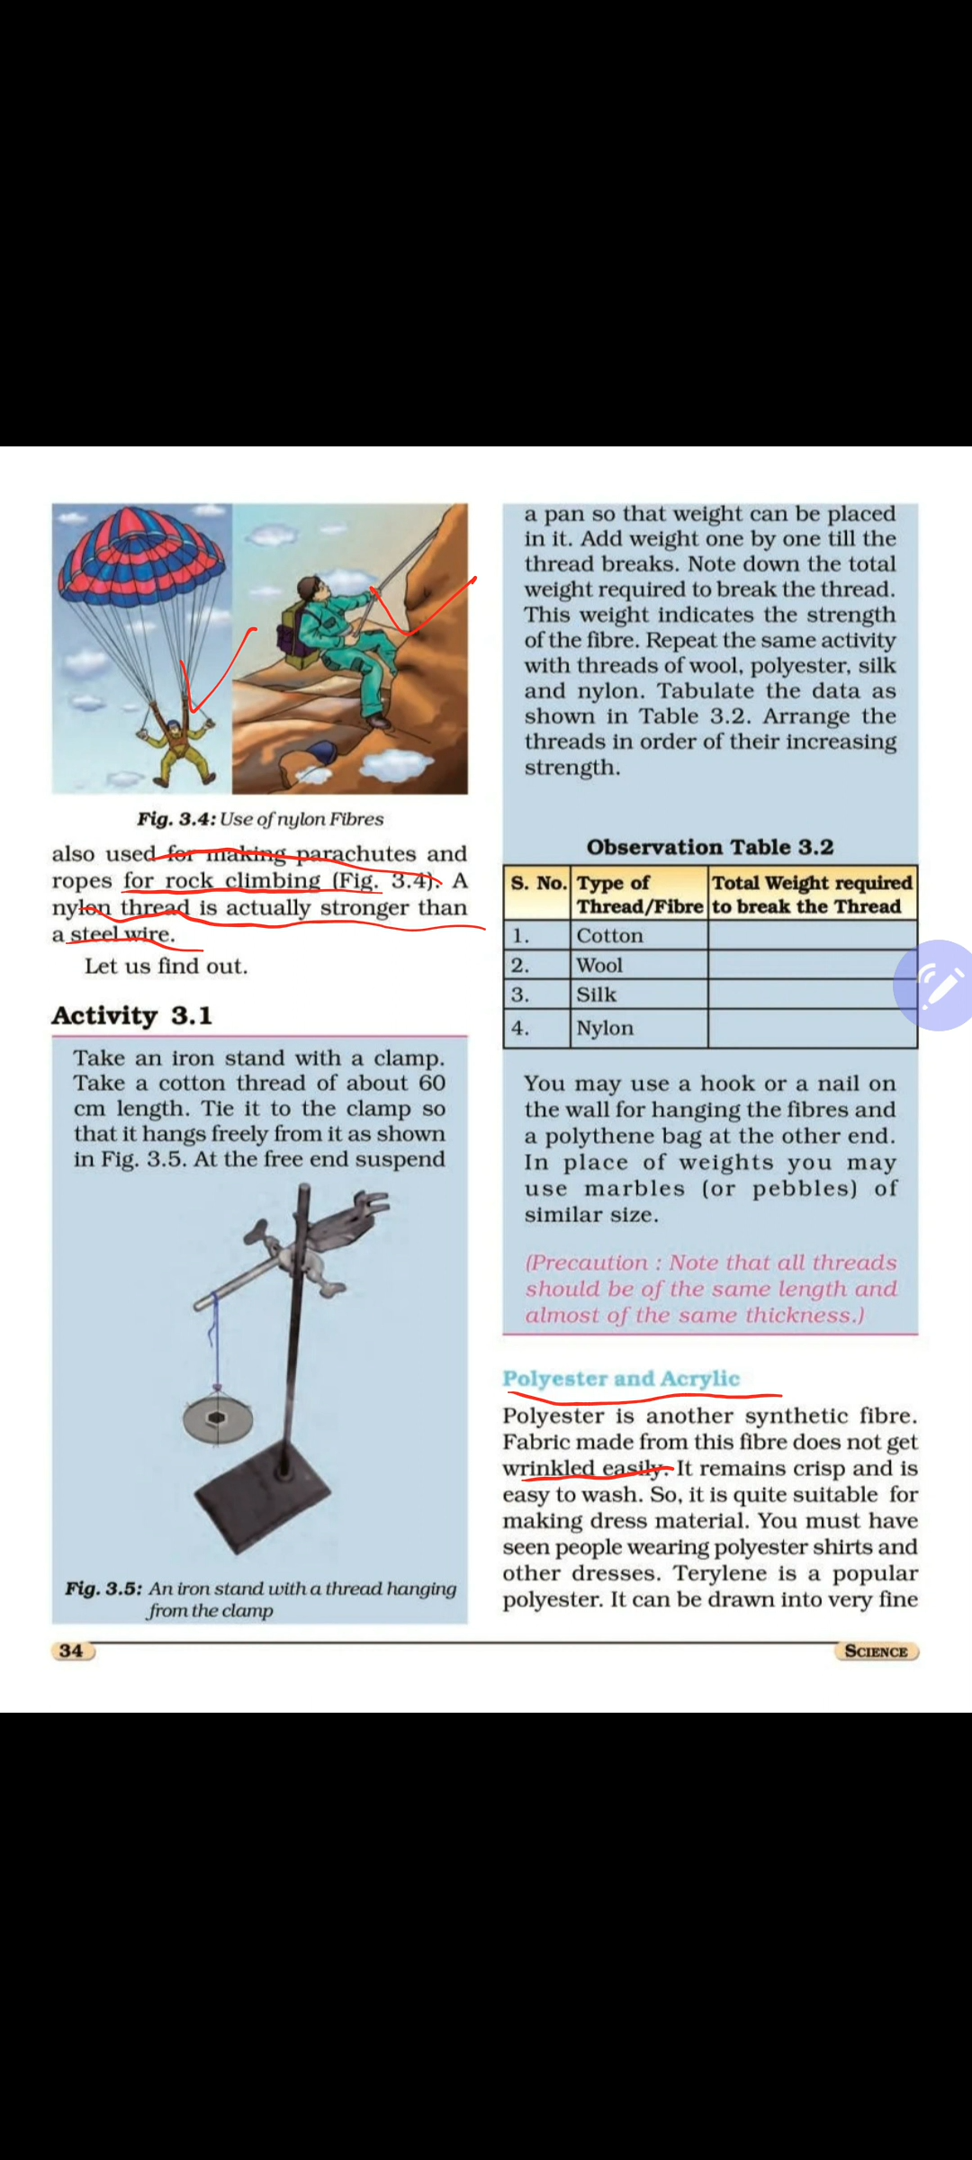 Fig. 3.4: Use of nylon Fibres
also used for making parachutes and
ropes for rock climbing (Fig. 3.4). A
nylon thread is actually stronger than
a steel wire.
Let us find out.
Activity 3.1
Take an iron stand with a clamp.
Take a cotton thread of about 60
cm length. Tie it to the clamp so
that it hangs freely from it as shown
in Fig. 3.5. At the free end suspend
Fig. 3.5: An iron stand with a thread hanging
from the clamp
a pan so that weight can be placed
in it. Add weight one by one till the
thread breaks. Note down the total
weight required to break the thread.
This weight indicates the strength
of the fibre. Repeat the same activity
with threads of wool, polyester, silk
and nylon. Tabulate the data as
shown in Table 3.2. Arrange the
threads in order of their increasing
strength.
Observation Table 3.2
S. No. Type of Total Weight required
Thread/Fibre to break the Thread
1. Cotton
2. Wool
3. Silk
4. Nylon
You may use a hook or a nail on
the wall for hanging the fibres and
a polythene bag at the other end.
In place of weights you may
use marbles (or pebbles) of
similar size.
(Precaution : Note that all threads
should be of the same length and
almost of the same thickness.)
Polyester and Acrylic
Polyester is another synthetic fibre.
Fabric made from this fibre does not get
wrinkled easily. It remains crisp and is
easy to wash. So, it is quite suitable for
making dress material. You must have
seen people wearing polyester shirts and
other dresses. Terylene is a popular
polyester. It can be drawn into very fine
34
SCIENCE